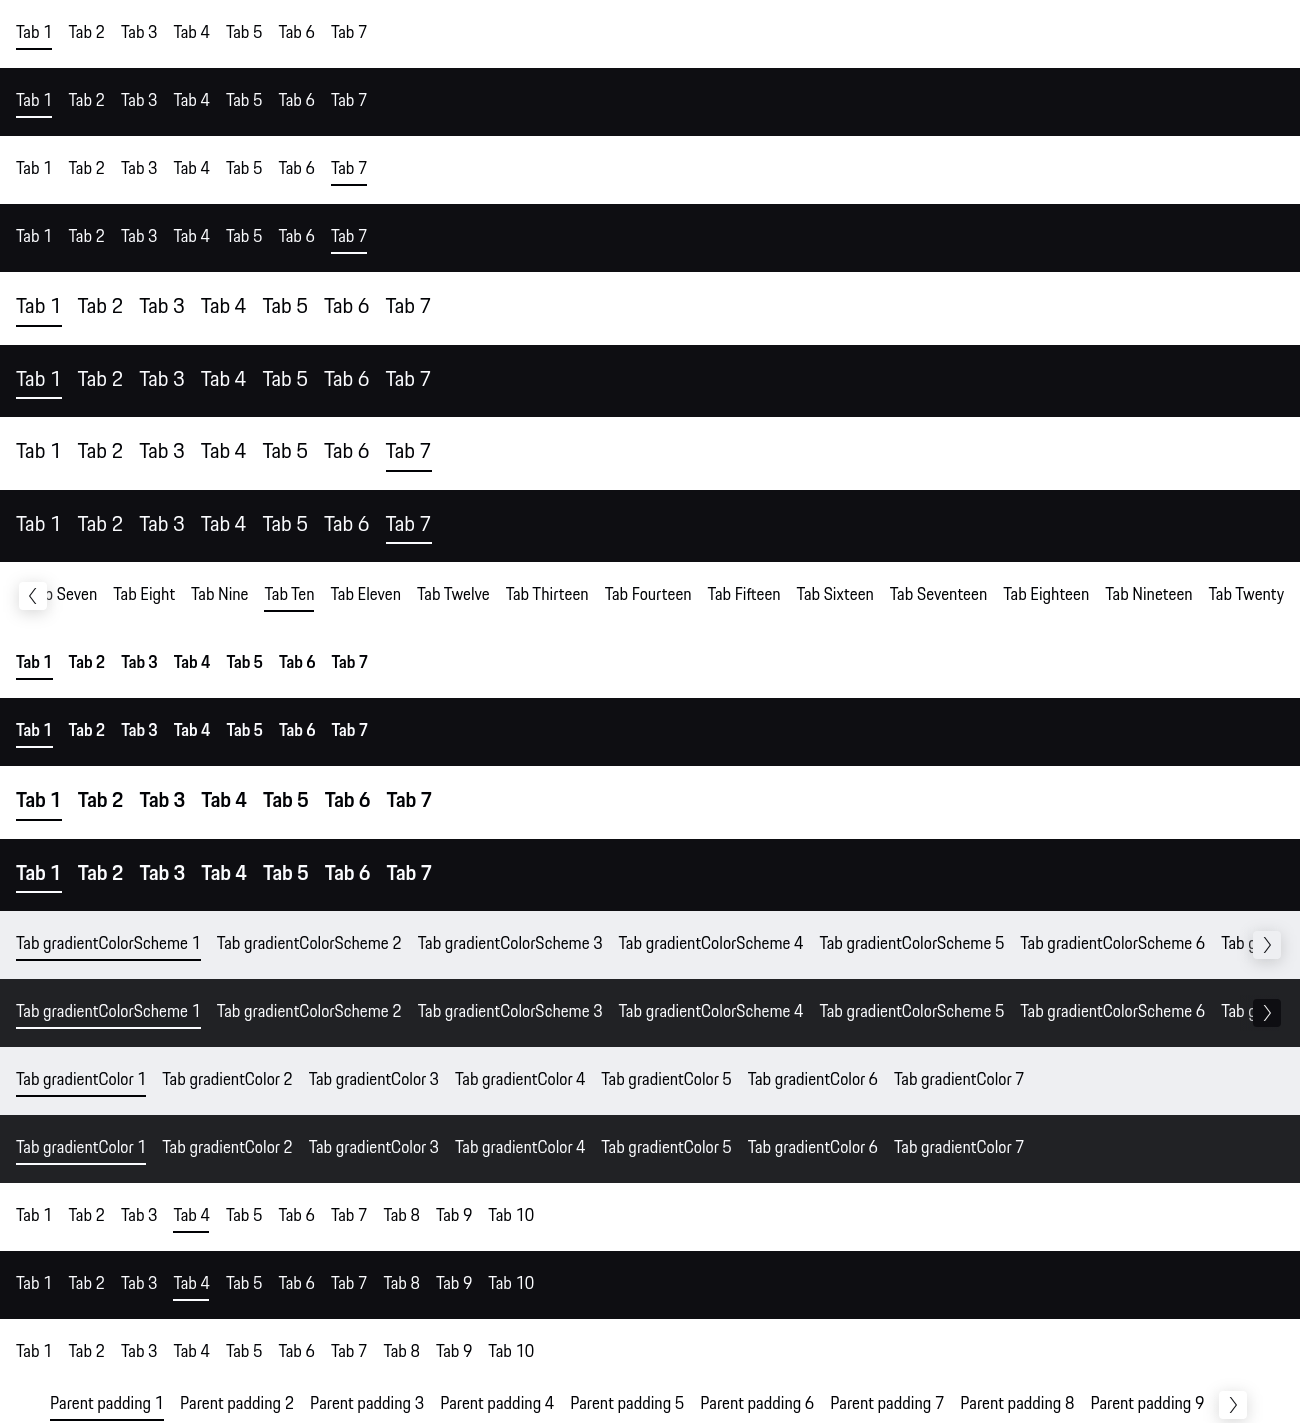 Tab 1 Tab 2 Tab 3 Tab 4 Tab 5 Tab 6 Tab 7
Tab 1 Tab 2 Tab 3 Tab 4 Tab 5 Tab 6 Tab 7
Tab 1 Tab 2 Tab 3 Tab 4 Tab 5 Tab 6 Tab 7
Tab 1 Tab 2 Tab 3 Tab 4 Tab 5 Tab 6 Tab 7
Tab 1 Tab 2 Tab 3 Tab 4 Tab 5 Tab 6 Tab 7
Tab 1 Tab 2 Tab 3 Tab 4 Tab 5 Tab 6 Tab 7
Tab 1 Tab 2 Tab 3 Tab 4 Tab 5 Tab 6 Tab 7
Tab 1 Tab 2 Tab 3 Tab 4 Tab 5 Tab 6 Tab 7
Seven Tab Eight Tab Nine Tab Ten Tab Eleven Tab Twelve Tab Thirteen Tab Fourteen Tab Fifteen Tab Sixteen Tab Seventeen Tab Eighteen Tab Nineteen Tab Twenty
Tab 1 Tab 2 Tab 3 Tab 4 Tab 5 Tab 6 Tab 7
Tab 1 Tab 2 Tab 3 Tab 4 Tab 5 Tab 6 Tab 7
Tab 1 Tab 2 Tab 3 Tab 4 Tab 5 Tab 6 Tab 7
Tab 1 Tab 2 Tab 3 Tab 4 Tab 5 Tab 6 Tab 7
Tab gradientColorScheme 1 Tab gradientColorScheme 2 Tab gradientColorScheme 3 Tab gradientColorScheme 4 Tab gradientColorScheme 5 Tab gradientColorScheme 6 Tab
Tab gradientColorScheme 1 Tab gradientColorScheme 2 Tab gradientColorScheme 3 Tab gradientColorScheme 4 Tab gradientColorScheme 5 Tab gradientColorScheme 6 Tab
Tab gradientColor 1 Tab gradientColor 2 Tab gradientColor 3 Tab gradientColor 4 Tab gradientColor 5 Tab gradientColor 6 Tab gradientColor 7
Tab gradientColor 1 Tab gradientColor 2 Tab gradientColor 3 Tab gradientColor 4 Tab gradientColor 5 Tab gradientColor 6 Tab gradientColor 7
Tab 1 Tab 2 Tab 3 Tab 4 Tab 5 Tab 6 Tab 7 Tab 8 Tab 9 Tab 10
Tab 1 Tab 2 Tab 3 Tab 4 Tab 5 Tab 6 Tab 7 Tab 8 Tab 9 Tab 10
Tab 1 Tab 2 Tab 3 Tab 4 Tab 5 Tab 6 Tab 7 Tab 8 Tab 9 Tab 10
Parent padding 1 Parent padding 2 Parent padding 3 Parent padding 4 Parent padding 5 Parent padding 6 Parent padding 7 Parent padding 8 Parent padding 9